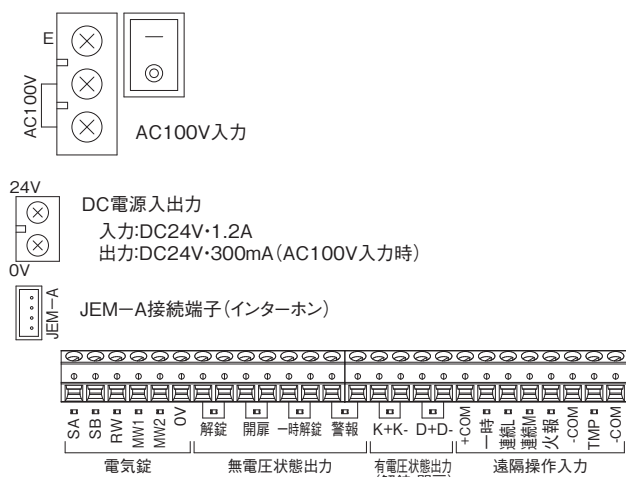 E
AC100V
AC100V入力
24V
DC電源入出力
入力:DC24V・1.2A
出力:DC24V・300mA(AC100V入力時)
0V
JEM−A
JEM−A接続端子(インターホン)
SA SB RW MW1 MW2 0V 解錠 開扉 一時解錠 警報 K+K- D+D- +COM 一時 連続L 連続M 火報 -COM TMP -COM
電気錠 無電圧状態出力 有電圧状態出力 遠隔操作入力